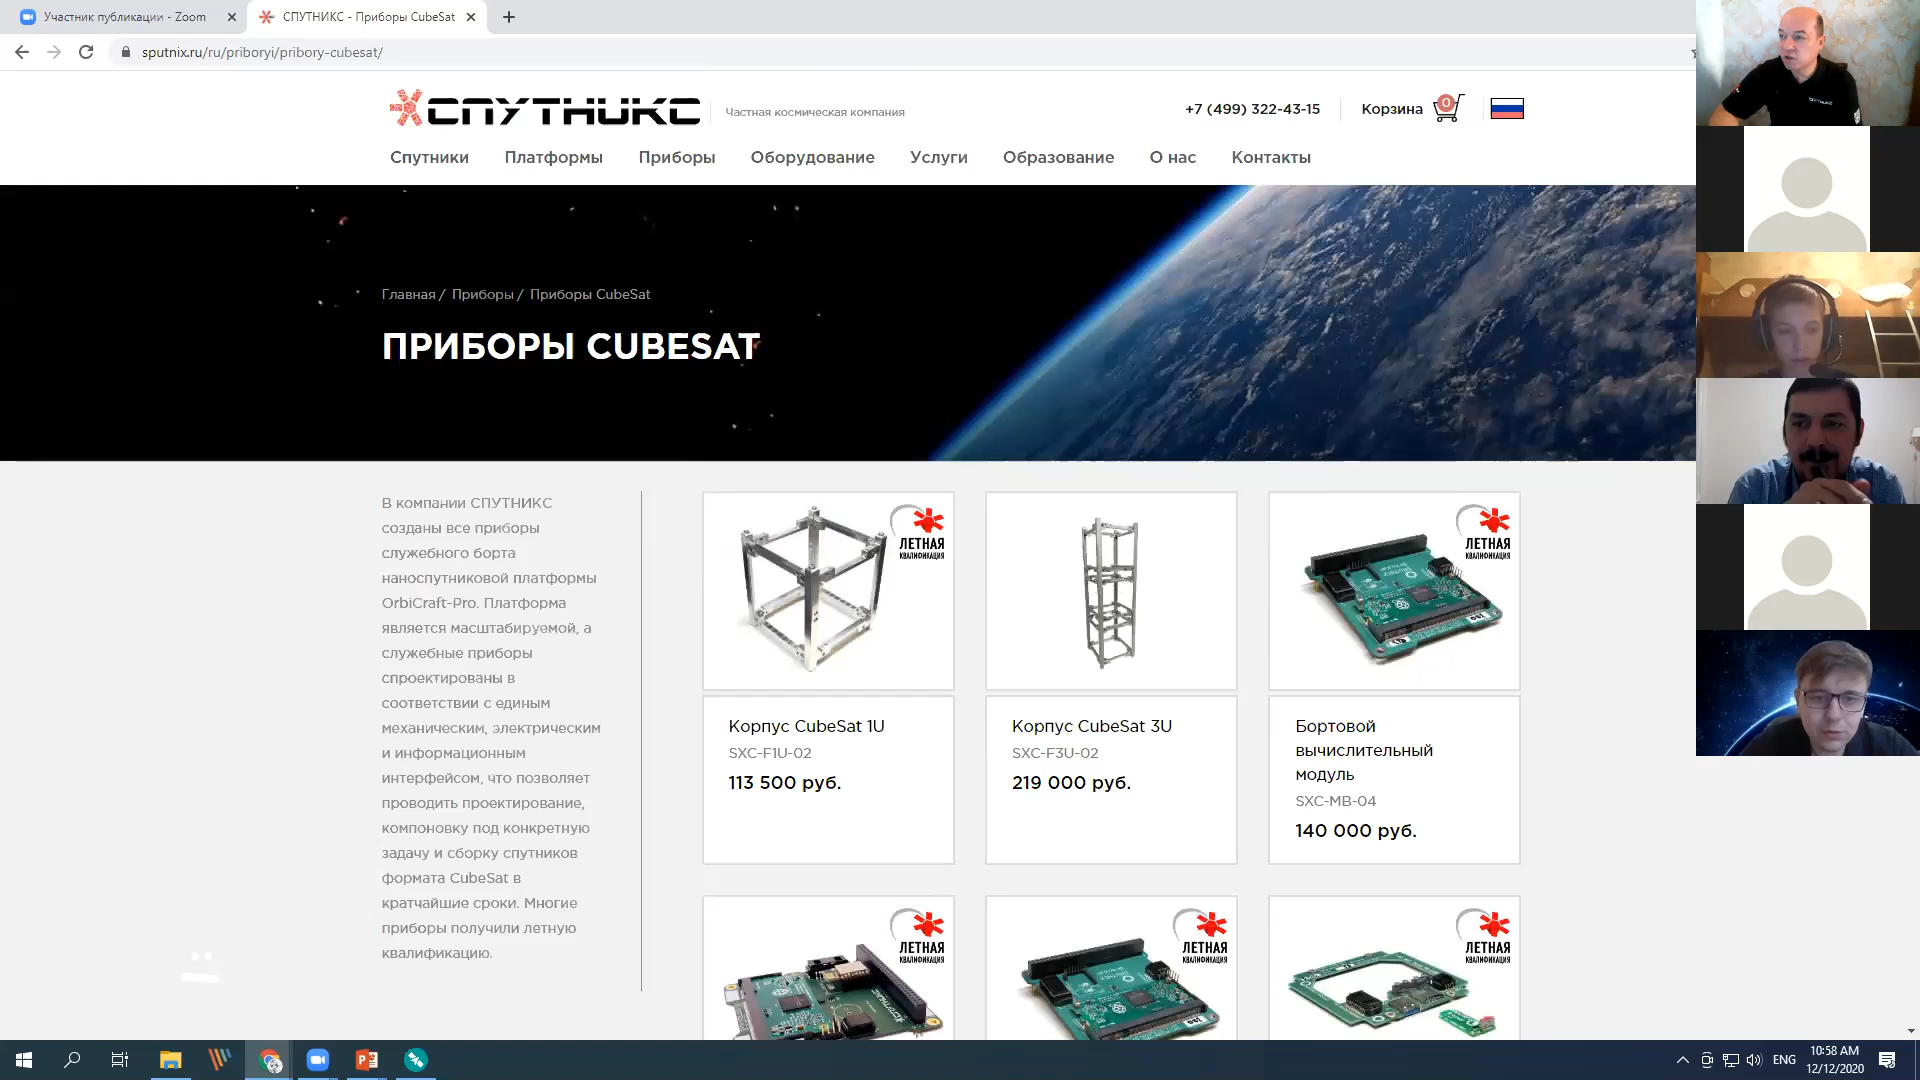 Участник публикации - Zoom
СПУТНИКС - Приборы CubeSat
sputnix.ru/ru/priboryi/pribory-cubesat/
СПУТНИКС
Частная космическая компания
+7 (499) 322-43-15
Корзина
0
Спутники
Платформы
Приборы
Оборудование
Услуги
Образование
О нас
Контакты
Главная / Приборы / Приборы CubeSat
ПРИБОРЫ CUBESAT
В компании СПУТНИКС
созданы все приборы
служебного борта
наноспутниковой платформы
OrbiCraft-Pro. Платформа
является масштабируемой, а
служебные приборы
спроектированы в
соответствии с единым
механическим, электрическим
и информационным
интерфейсом, что позволяет
проводить проектирование,
компоновку под конкретную
задачу и сборку спутников
формата CubeSat в
кратчайшие сроки. Многие
приборы получили летную
квалификацию.
ЛЕТНАЯ
КВАЛИФИКАЦИЯ
Корпус CubeSat 1U
SXC-F1U-02
113 500 руб.
Корпус CubeSat 3U
SXC-F3U-02
219 000 руб.
ЛЕТНАЯ
КВАЛИФИКАЦИЯ
Бортовой
вычислительный
модуль
SXC-MB-04
140 000 руб.
ЛЕТНАЯ
КВАЛИФИКАЦИЯ
ЛЕТНАЯ
КВАЛИФИКАЦИЯ
ЛЕТНАЯ
КВАЛИФИКАЦИЯ
ENG
10:58 AM
12/12/2020